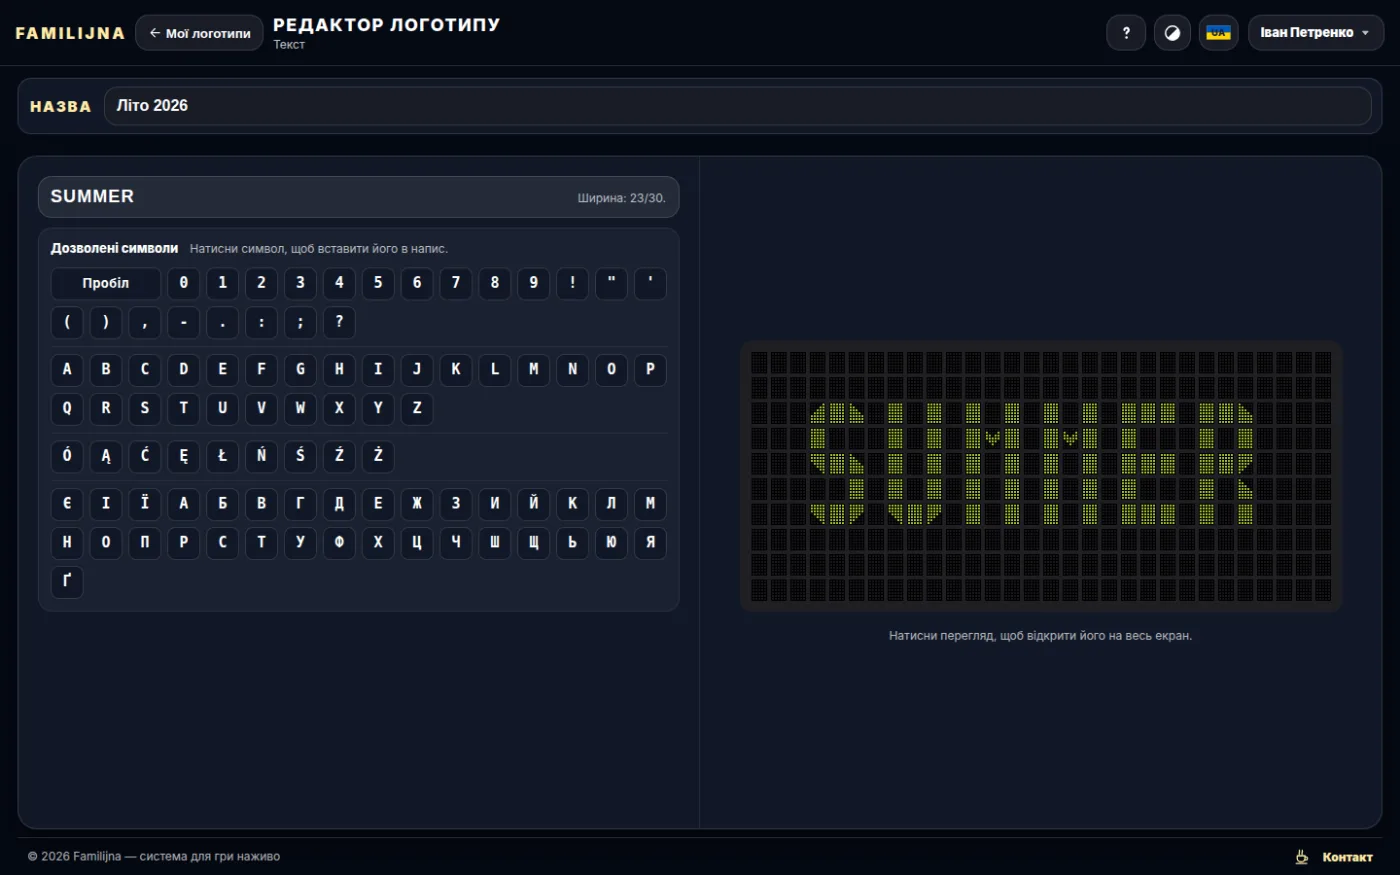 FAMILIJNA
← Мої логотипи
РЕДАКТОР ЛОГОТИПУ
Текст
?
UA
Іван Петренко
НАЗВА
Літо 2026
SUMMER
Ширина: 23/30.
Дозволені символи Натисни символ, щоб вставити його в напис.
Пробіл 0 1 2 3 4 5 6 7 8 9 ! " '
( ) , - . : ; ?
A B C D E F G H I J K L M N O P
Q R S T U V W X Y Z
Ó Ą Ć Ę Ł Ń Ś Ź Ż
Є І Ї А Б В Г Д Е Ж З И Й К Л М
Н О П Р С Т У Ф Х Ц Ч Ш Щ Ь Ю Я
Ґ
SUMMER
Натисни перегляд, щоб відкрити його на весь екран.
© 2026 Familijna — система для гри наживо
Контакт